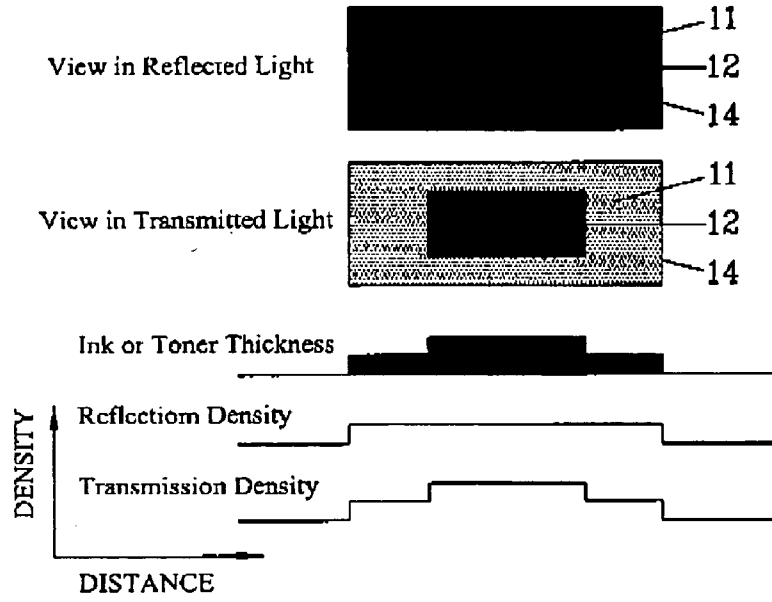 11
View in Reflected Light
12
14
11
View in Transmitted Light
12
14
Ink or Toner Thickness
Reflectiom Density
Transmission Density
DENSITY
DISTANCE